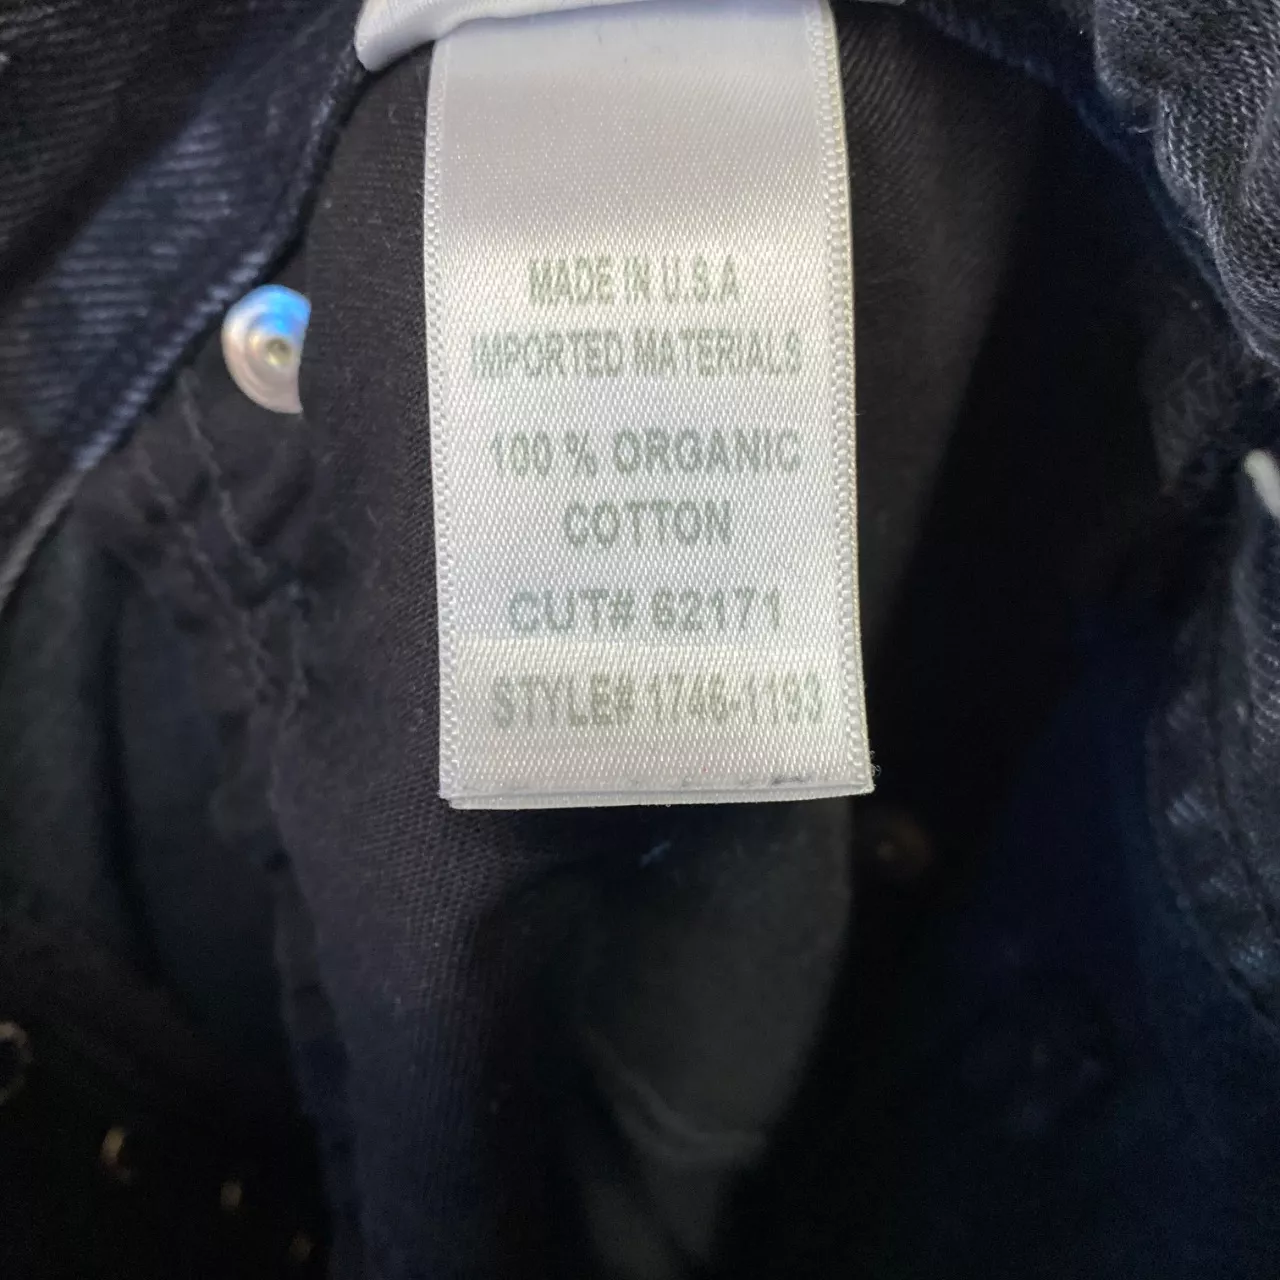 MADE IN U.S.A
IMPORTED MATERIALS
100 % ORGANIC
COTTON
CUT# 62171
STYLE# 1746-1193